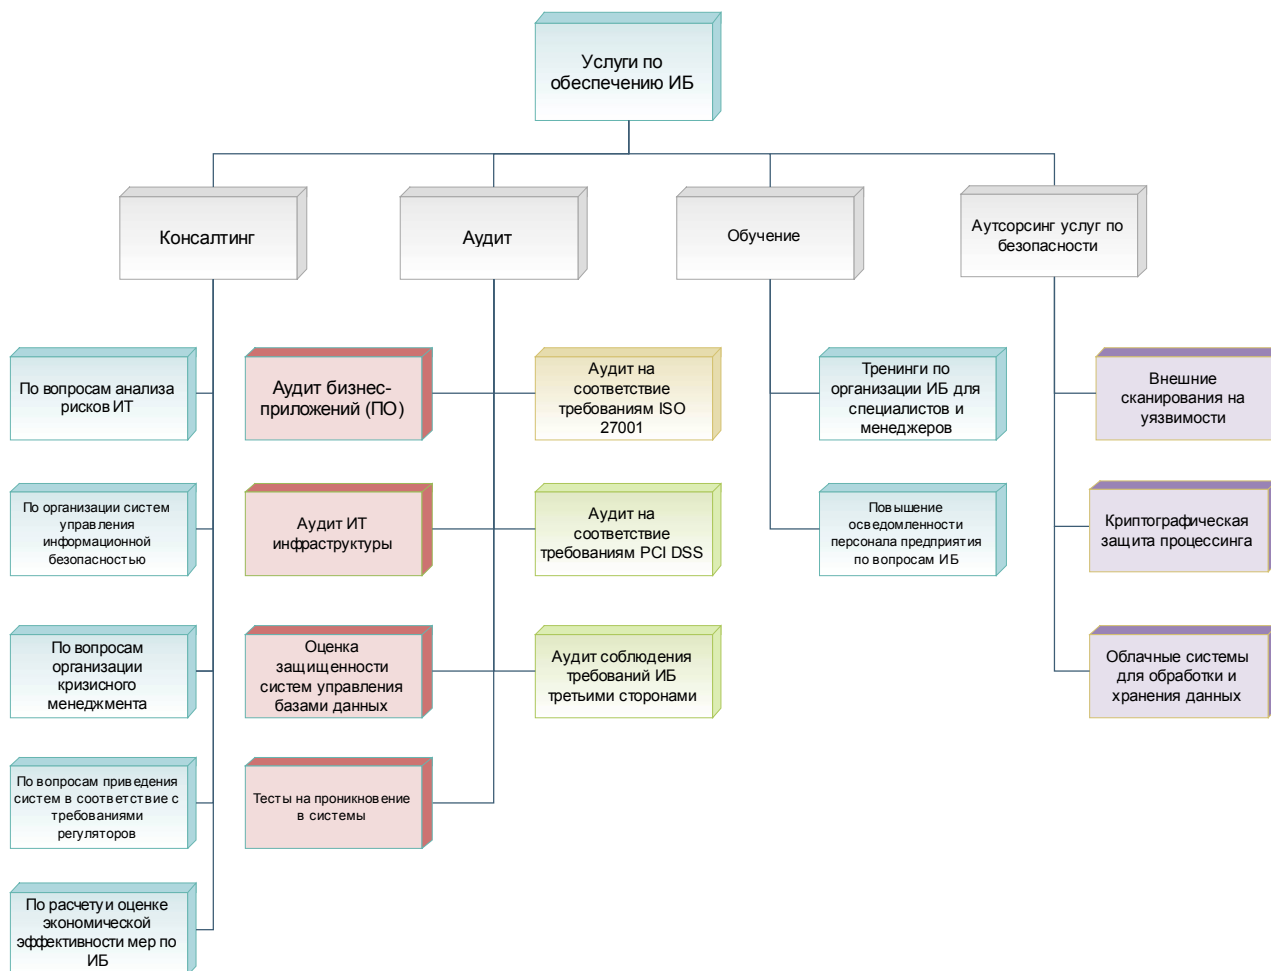 Услуги по
обеспечению ИБ
Консалтинг
Аудит
Обучение
Аутсорсинг услуг по
безопасности
По вопросам анализа
рисков ИТ
Аудит бизнес-
приложений (ПО)
Аудит на
соответствие
требованиям ISO
27001
Тренинги по
организации ИБ для
специалистов и
менеджеров
Внешние
сканирования на
уязвимости
По организации систем
управления
информационной
безопасностью
Аудит ИТ
инфраструктуры
Аудит на
соответствие
требованиям PCI DSS
Повышение
осведомленности
персонала предприятия
по вопросам ИБ
Криптографическая
защита процессинга
По вопросам
организации
кризисного
менеджмента
Оценка
защищенности
систем управления
базами данных
Аудит соблюдения
требований ИБ
третьими сторонами
Облачные системы
для обработки и
хранения данных
По вопросам приведения
систем в соответствие с
требованиями
регуляторов
Тесты на проникновение
в системы
По расчету и оценке
экономической
эффективности мер по
ИБ